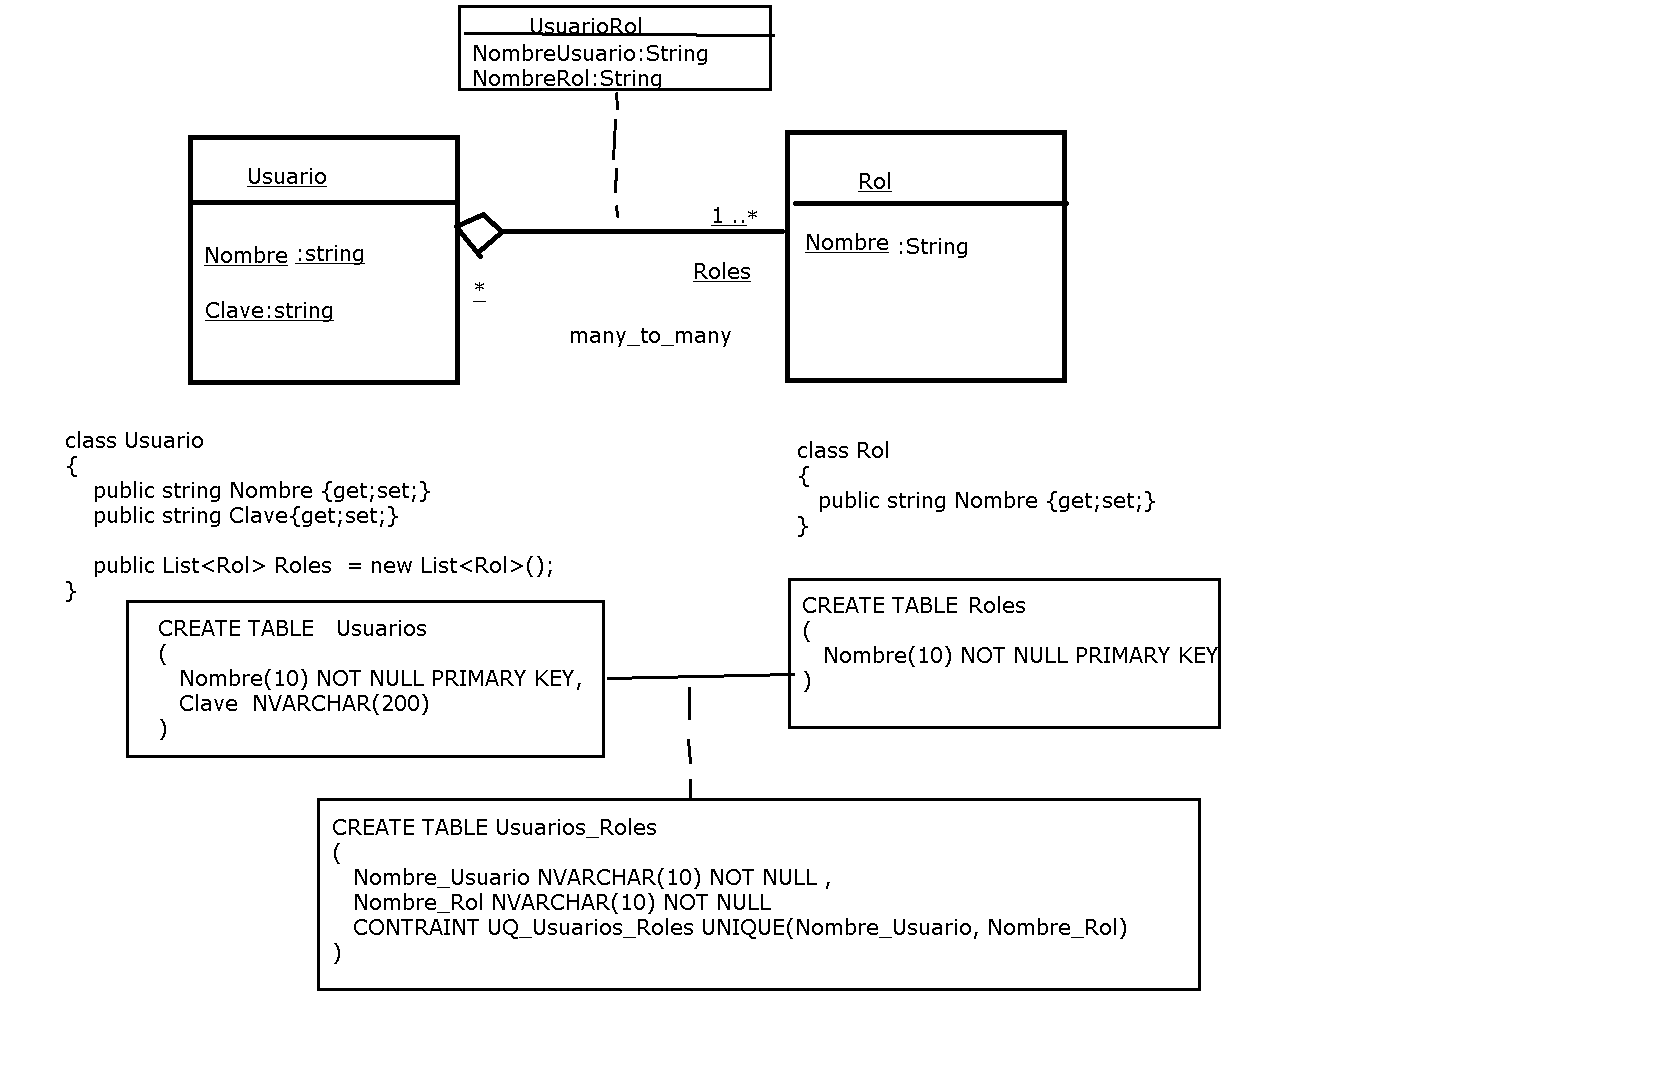 UsuarioRol
NombreUsuario:String
NombreRol:String
Usuario
Nombre :string
Clave:string
*
1 ..*
Roles
many_to_many
Rol
Nombre :String
class Usuario
{
public string Nombre {get;set;}
public string Clave{get;set;}
public List<Rol> Roles = new List<Rol>();
}
class Rol
{
public string Nombre {get;set;}
}
CREATE TABLE Usuarios
(
Nombre(10) NOT NULL PRIMARY KEY,
Clave NVARCHAR(200)
)
CREATE TABLE Roles
(
Nombre(10) NOT NULL PRIMARY KEY
)
CREATE TABLE Usuarios_Roles
(
Nombre_Usuario NVARCHAR(10) NOT NULL ,
Nombre_Rol NVARCHAR(10) NOT NULL
CONTRAINT UQ_Usuarios_Roles UNIQUE(Nombre_Usuario, Nombre_Rol)
)